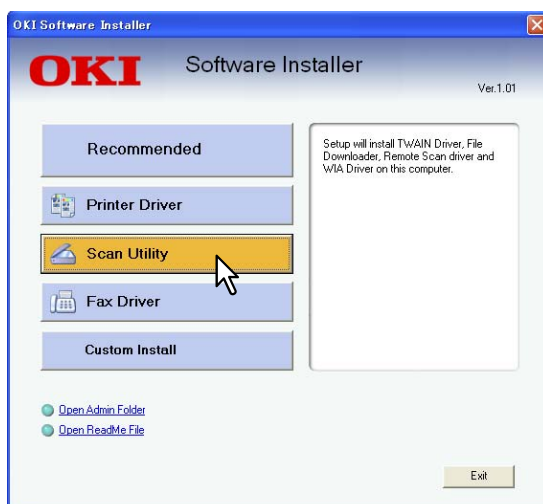 OKI Software Installer
OKI
Software Installer
Ver.1.01
Recommended
Setup will install TWAIN Driver, File
Downloader, Remote Scan driver and
WIA Driver on this computer.
Printer Driver
Scan Utility
Fax Driver
Custom Install
Open Admin Folder
Open ReadMe File
Exit